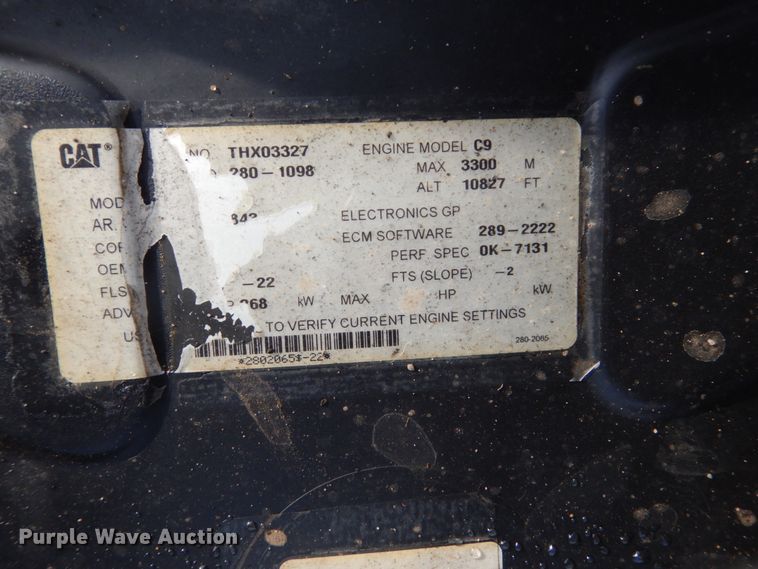 CAT®
NO THX03327 ENGINE MODEL C9
280-1098 MAX 3300 M
ALT 10827 FT
MOD
AR. ELECTRONICS GP
ECM SOFTWARE 289-2222
PERF SPEC 0K-7131
OEM -22 FTS (SLOPE) -2
FLS 268 kW MAX HP kW
ADV
US TO VERIFY CURRENT ENGINE SETTINGS
*2802065$-22* 280-2065
Purple Wave Auction